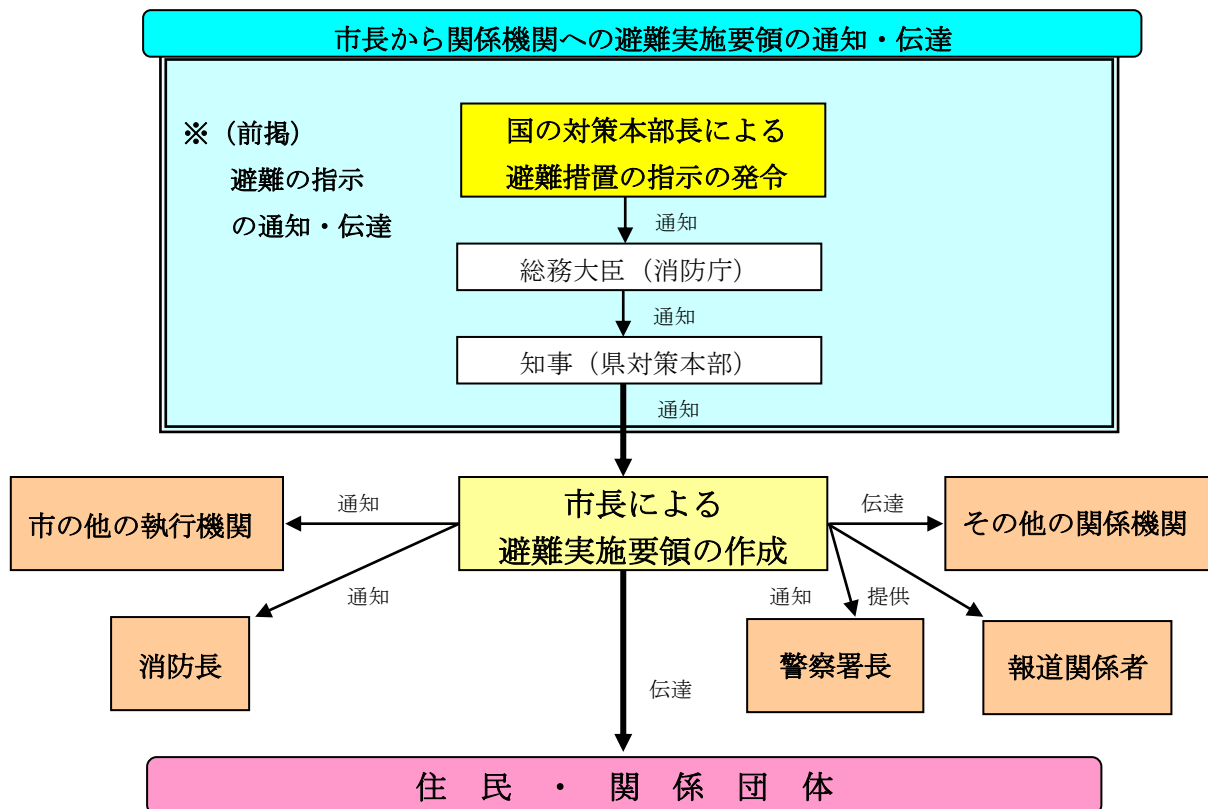 市長から関係機関への避難実施要領の通知・伝達
※（前掲）
避難の指示
の通知・伝達
国の対策本部長による
避難措置の指示の発令
通知
総務大臣（消防庁）
通知
知事（県対策本部）
通知
市の他の執行機関
通知
市長による
避難実施要領の作成
伝達
その他の関係機関
通知
通知
提供
消防長
警察署長
報道関係者
伝達
住　民　・　関　係　団　体